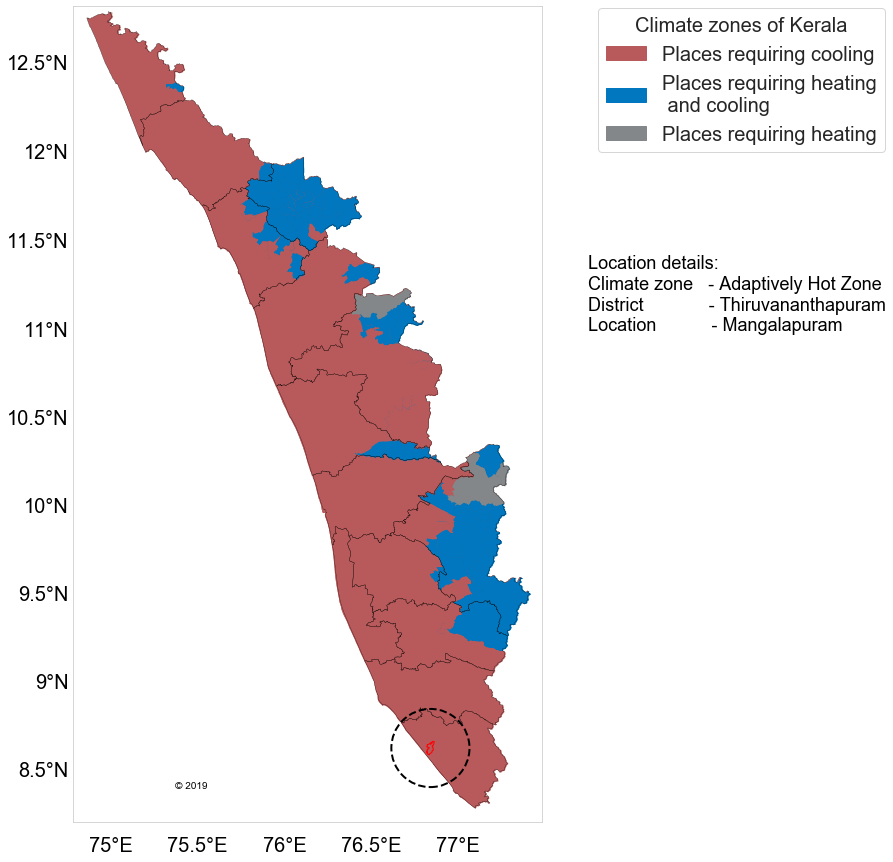 Climate zones of Kerala
Places requiring cooling
Places requiring heating
and cooling
Places requiring heating
Location details:
Climate zone - Adaptively Hot Zone
District - Thiruvananthapuram
Location - Mangalapuram
12.5°N
12°N
11.5°N
11°N
10.5°N
10°N
9.5°N
9°N
8.5°N
© 2019
75°E 75.5°E 76°E 76.5°E 77°E